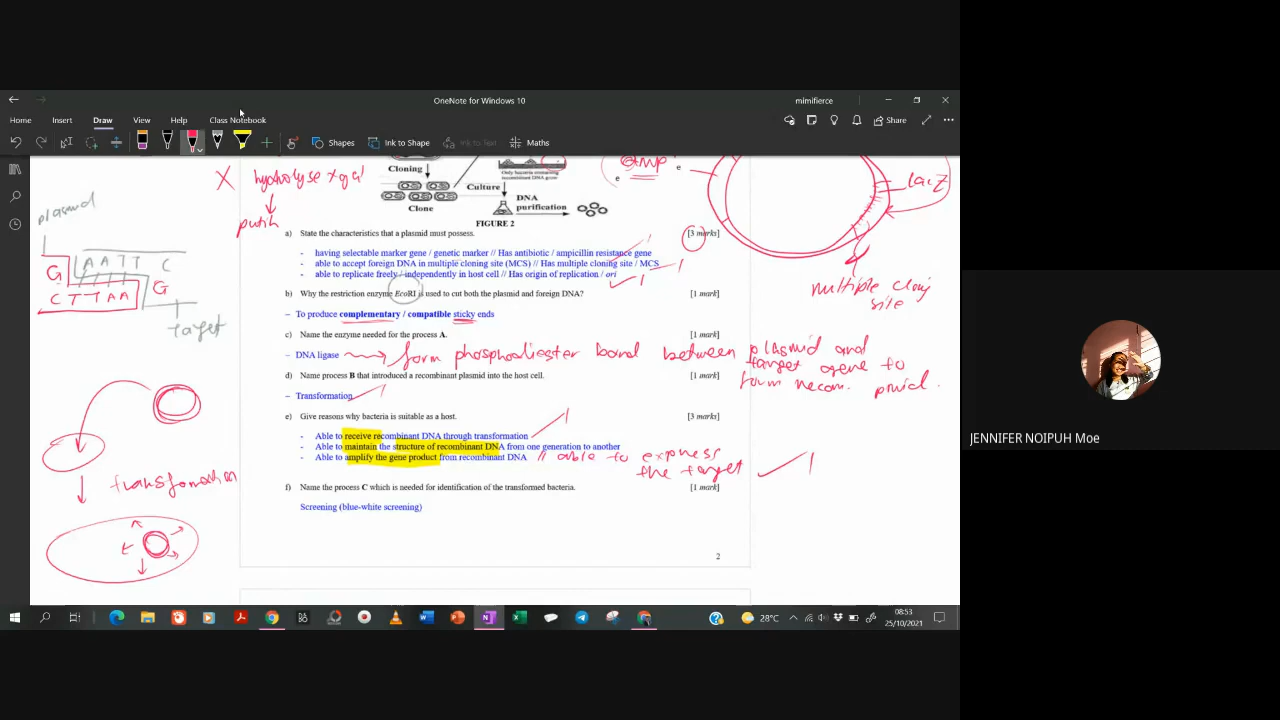 OneNote for Windows 10
mimifierce
Home Insert Draw View Help Class Notebook
Share
Shapes Ink to Shape Ink to Text Maths
hydrolyse
putih
plasmid
G
A A T T C
C T T A A
G
target
transformation
Cloning
Clone
Only bacteria containing
recombinant DNA grow
Culture
DNA
purification
FIGURE 2
e
e
lacZ
multiple cloning
site
a) State the characteristics that a plasmid must possess. [3 marks]
- having selectable marker gene / genetic marker // Has antibiotic / ampicillin resistance gene
- able to accept foreign DNA in multiple cloning site (MCS) // Has multiple cloning site / MCS
- able to replicate freely / independently in host cell // Has origin of replication / ori
b) Why the restriction enzyme EcoRI is used to cut both the plasmid and foreign DNA? [1 mark]
– To produce complementary / compatible sticky ends
c) Name the enzyme needed for the process A. [1 mark]
– DNA ligase form phosphodiester bond between plasmid and
target gene to
form recom.
d) Name process B that introduced a recombinant plasmid into the host cell. [1 mark]
– Transformation
e) Give reasons why bacteria is suitable as a host. [3 marks]
- Able to receive recombinant DNA through transformation
- Able to maintain the structure of recombinant DNA from one generation to another
- Able to amplify the gene product from recombinant DNA // able to express
the target
f) Name the process C which is needed for identification of the transformed bacteria. [1 mark]
Screening (blue-white screening)
2
JENNIFER NOIPUH Moe
28°C
08:53
25/10/2021